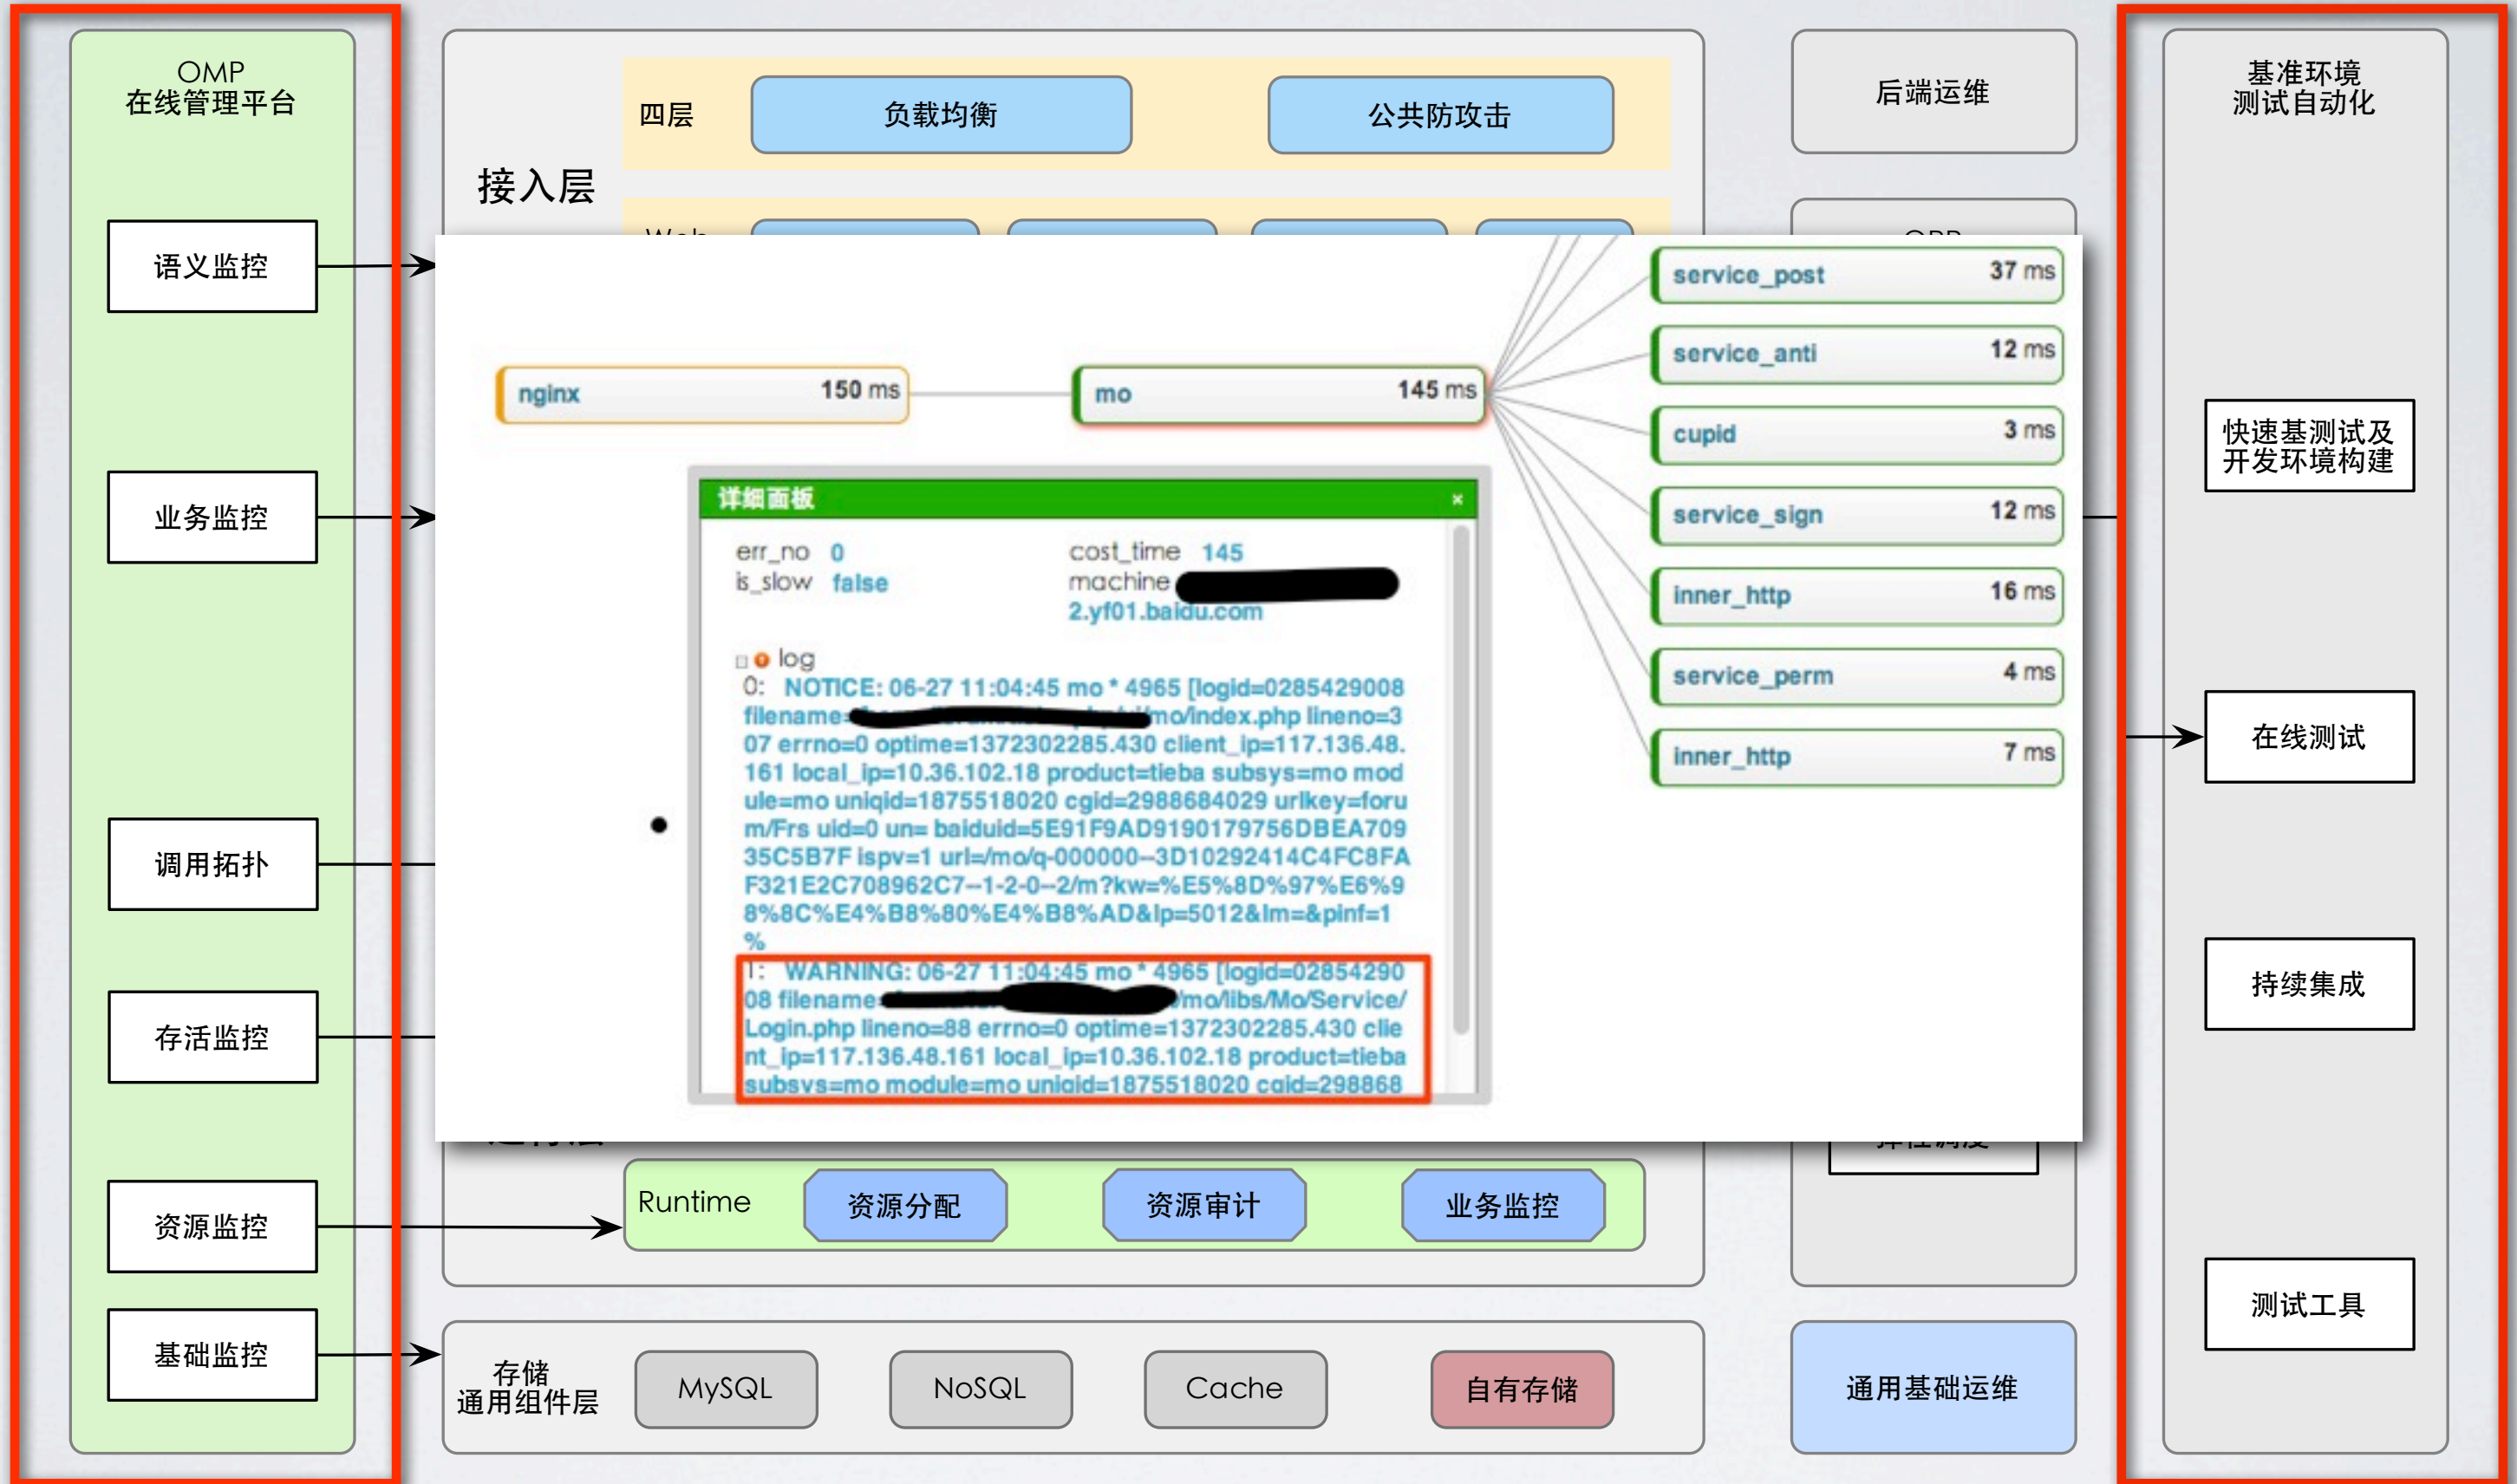 OMP
在线管理平台
语义监控
业务监控
调用拓扑
存活监控
资源监控
基础监控
接入层
四层
负载均衡
公共防攻击
Web
后端运维
nginx 150 ms
mo 145 ms
service_post 37 ms
service_anti 12 ms
cupid 3 ms
service_sign 12 ms
inner_http 16 ms
service_perm 4 ms
inner_http 7 ms
详细面板 ×
err_no 0 cost_time 145
is_slow false machine
2.yf01.baidu.com
log
0: NOTICE: 06-27 11:04:45 mo * 4965 [logid=0285429008
filename= /mo/index.php lineno=3
07 errno=0 optime=1372302285.430 client_ip=117.136.48.
161 local_ip=10.36.102.18 product=tieba subsys=mo mod
ule=mo uniqid=1875518020 cgid=2988684029 urlkey=foru
m/Frs uid=0 un= baiduid=5E91F9AD9190179756DBEA709
35C5B7F ispv=1 url=/mo/q-000000--3D10292414C4FC8FA
F321E2C708962C7--1-2-0--2/m?kw=%E5%8D%97%E6%9
8%8C%E4%B8%80%E4%B8%AD&lp=5012&lm=&pinf=1
%
1: WARNING: 06-27 11:04:45 mo * 4965 [logid=02854290
08 filename= /mo/libs/Mo/Service/
Login.php lineno=88 errno=0 optime=1372302285.430 clie
nt_ip=117.136.48.161 local_ip=10.36.102.18 product=tieba
subsys=mo module=mo uniqid=1875518020 cgid=298868
Runtime
资源分配
资源审计
业务监控
存储
通用组件层
MySQL
NoSQL
Cache
自有存储
通用基础运维
基准环境
测试自动化
快速基测试及
开发环境构建
在线测试
持续集成
测试工具